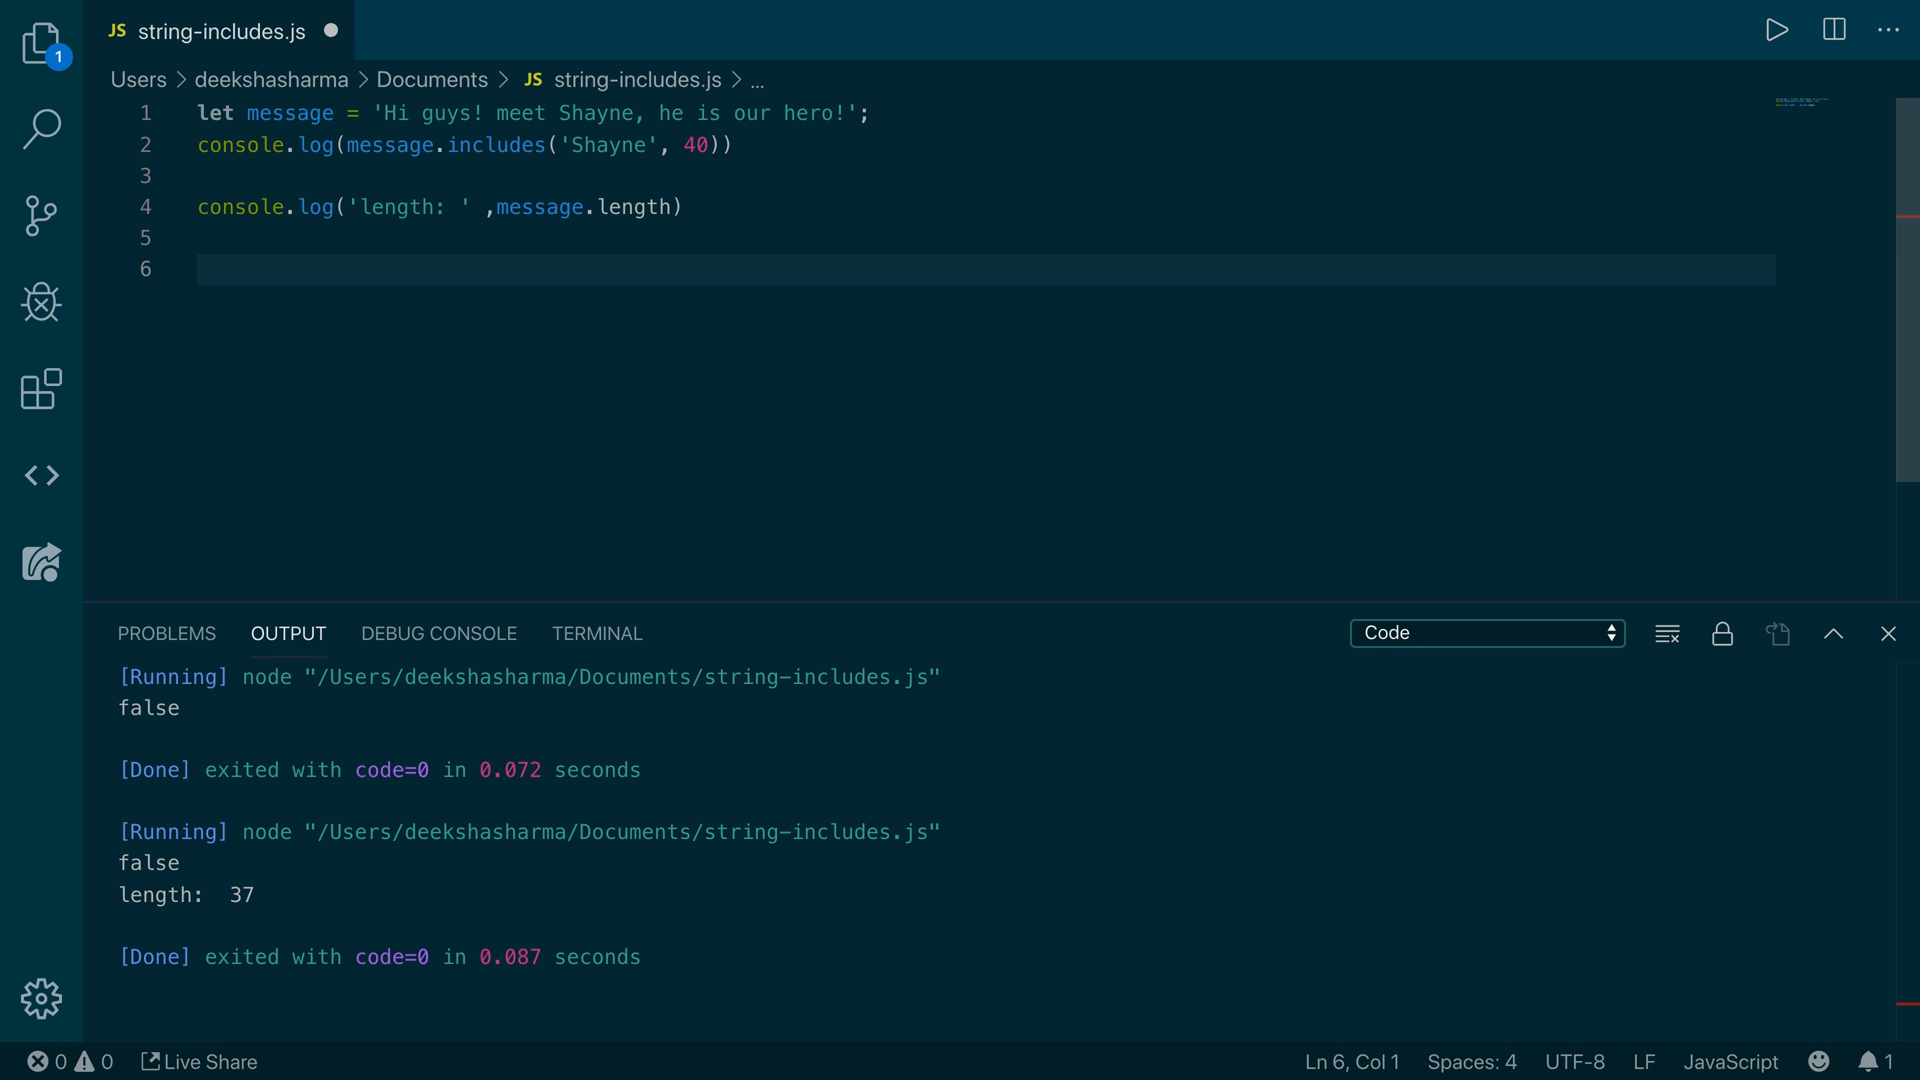 JS string-includes.js
1
Users > deekshasharma > Documents > JS string-includes.js > ...
1 let message = 'Hi guys! meet Shayne, he is our hero!';
2 console.log(message.includes('Shayne', 40))
3
4 console.log('length: ' ,message.length)
5
6
PROBLEMS OUTPUT DEBUG CONSOLE TERMINAL Code
[Running] node "/Users/deekshasharma/Documents/string-includes.js"
false
[Done] exited with code=0 in 0.072 seconds
[Running] node "/Users/deekshasharma/Documents/string-includes.js"
false
length:  37
[Done] exited with code=0 in 0.087 seconds
0 0 Live Share Ln 6, Col 1 Spaces: 4 UTF-8 LF JavaScript 1